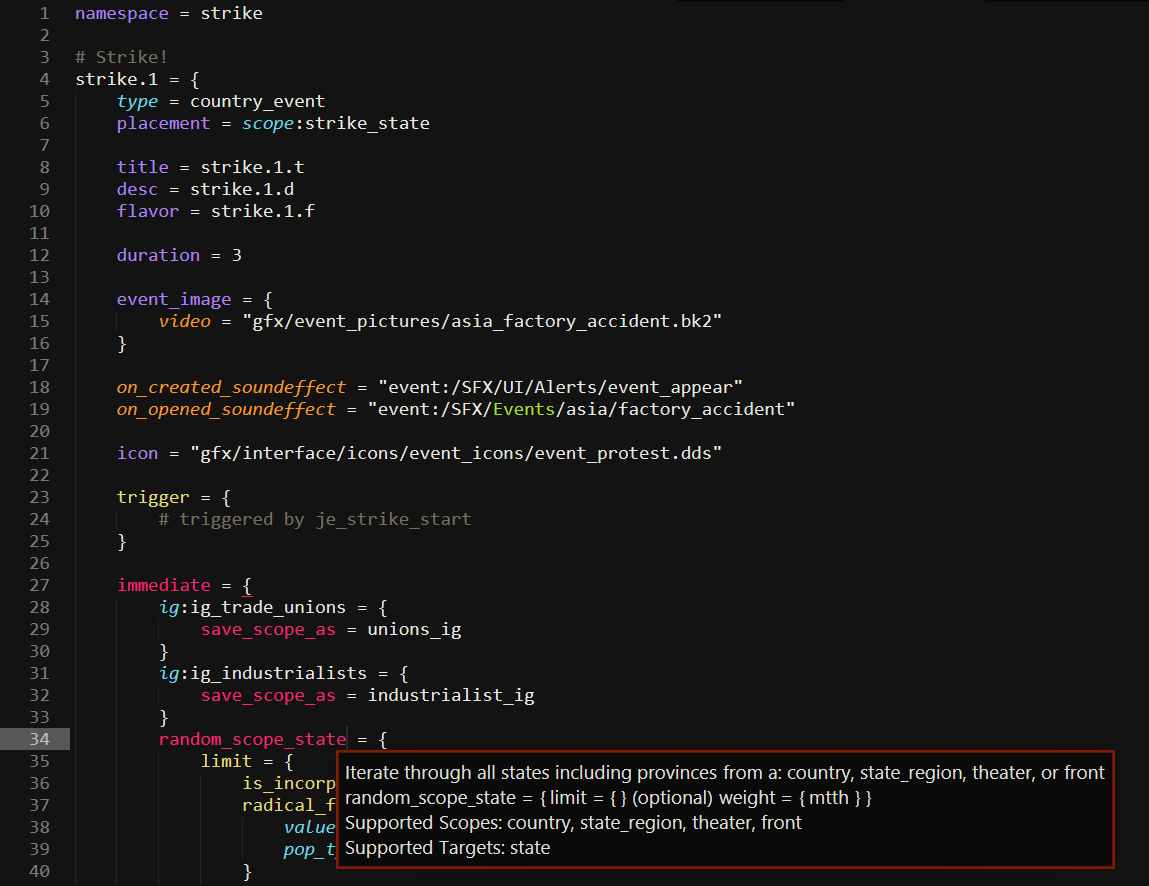 1 namespace = strike
2
3 # Strike!
4 strike.1 = {
5 type = country_event
6 placement = scope:strike_state
7
8 title = strike.1.t
9 desc = strike.1.d
10 flavor = strike.1.f
11
12 duration = 3
13
14 event_image = {
15 video = "gfx/event_pictures/asia_factory_accident.bk2"
16 }
17
18 on_created_soundeffect = "event:/SFX/UI/Alerts/event_appear"
19 on_opened_soundeffect = "event:/SFX/Events/asia/factory_accident"
20
21 icon = "gfx/interface/icons/event_icons/event_protest.dds"
22
23 trigger = {
24 # triggered by je_strike_start
25 }
26
27 immediate = {
28 ig:ig_trade_unions = {
29 save_scope_as = unions_ig
30 }
31 ig:ig_industrialists = {
32 save_scope_as = industrialist_ig
33 }
34 random_scope_state = {
35 limit = {
36 is_incorp
37 radical_f
38 value
39 pop_t
40 }
Iterate through all states including provinces from a: country, state_region, theater, or front
random_scope_state = { limit = { } (optional) weight = { mtth } }
Supported Scopes: country, state_region, theater, front
Supported Targets: state